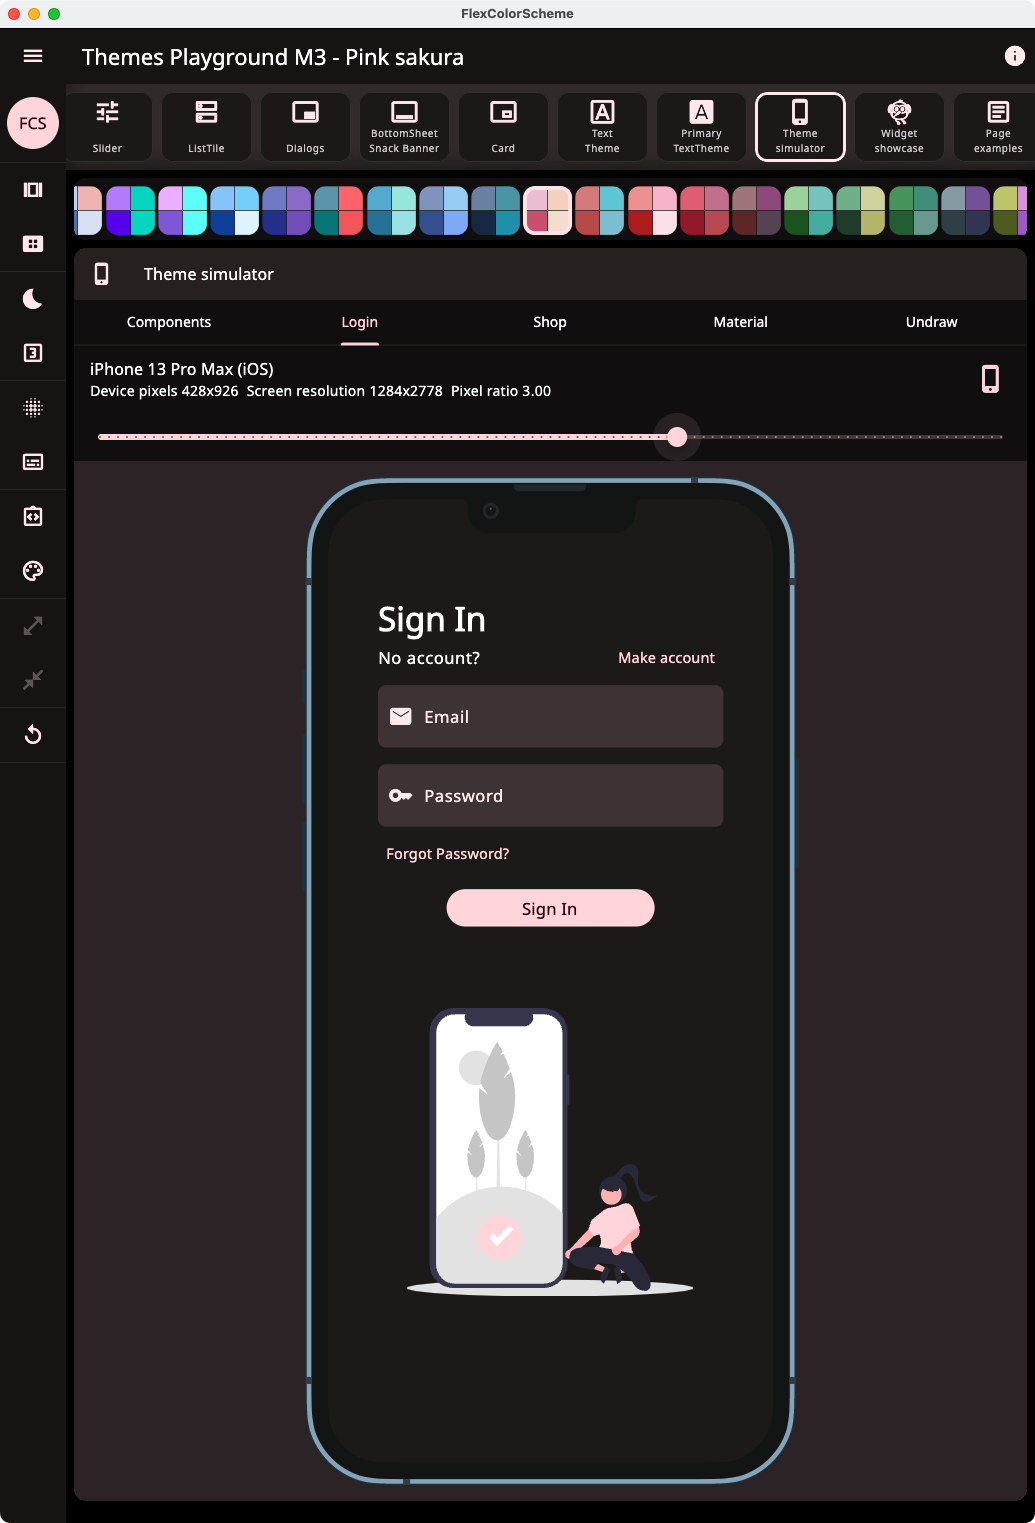 FlexColorScheme
Themes Playground M3 - Pink sakura
FCS
Slider
ListTile
Dialogs
BottomSheet
Snack Banner
Card
Text
Theme
Primary
TextTheme
Theme
simulator
Widget
showcase
Page
examples
Theme simulator
Components
Login
Shop
Material
Undraw
iPhone 13 Pro Max (iOS)
Device pixels 428x926 Screen resolution 1284x2778 Pixel ratio 3.00
Sign In
No account?
Make account
Email
Password
Forgot Password?
Sign In